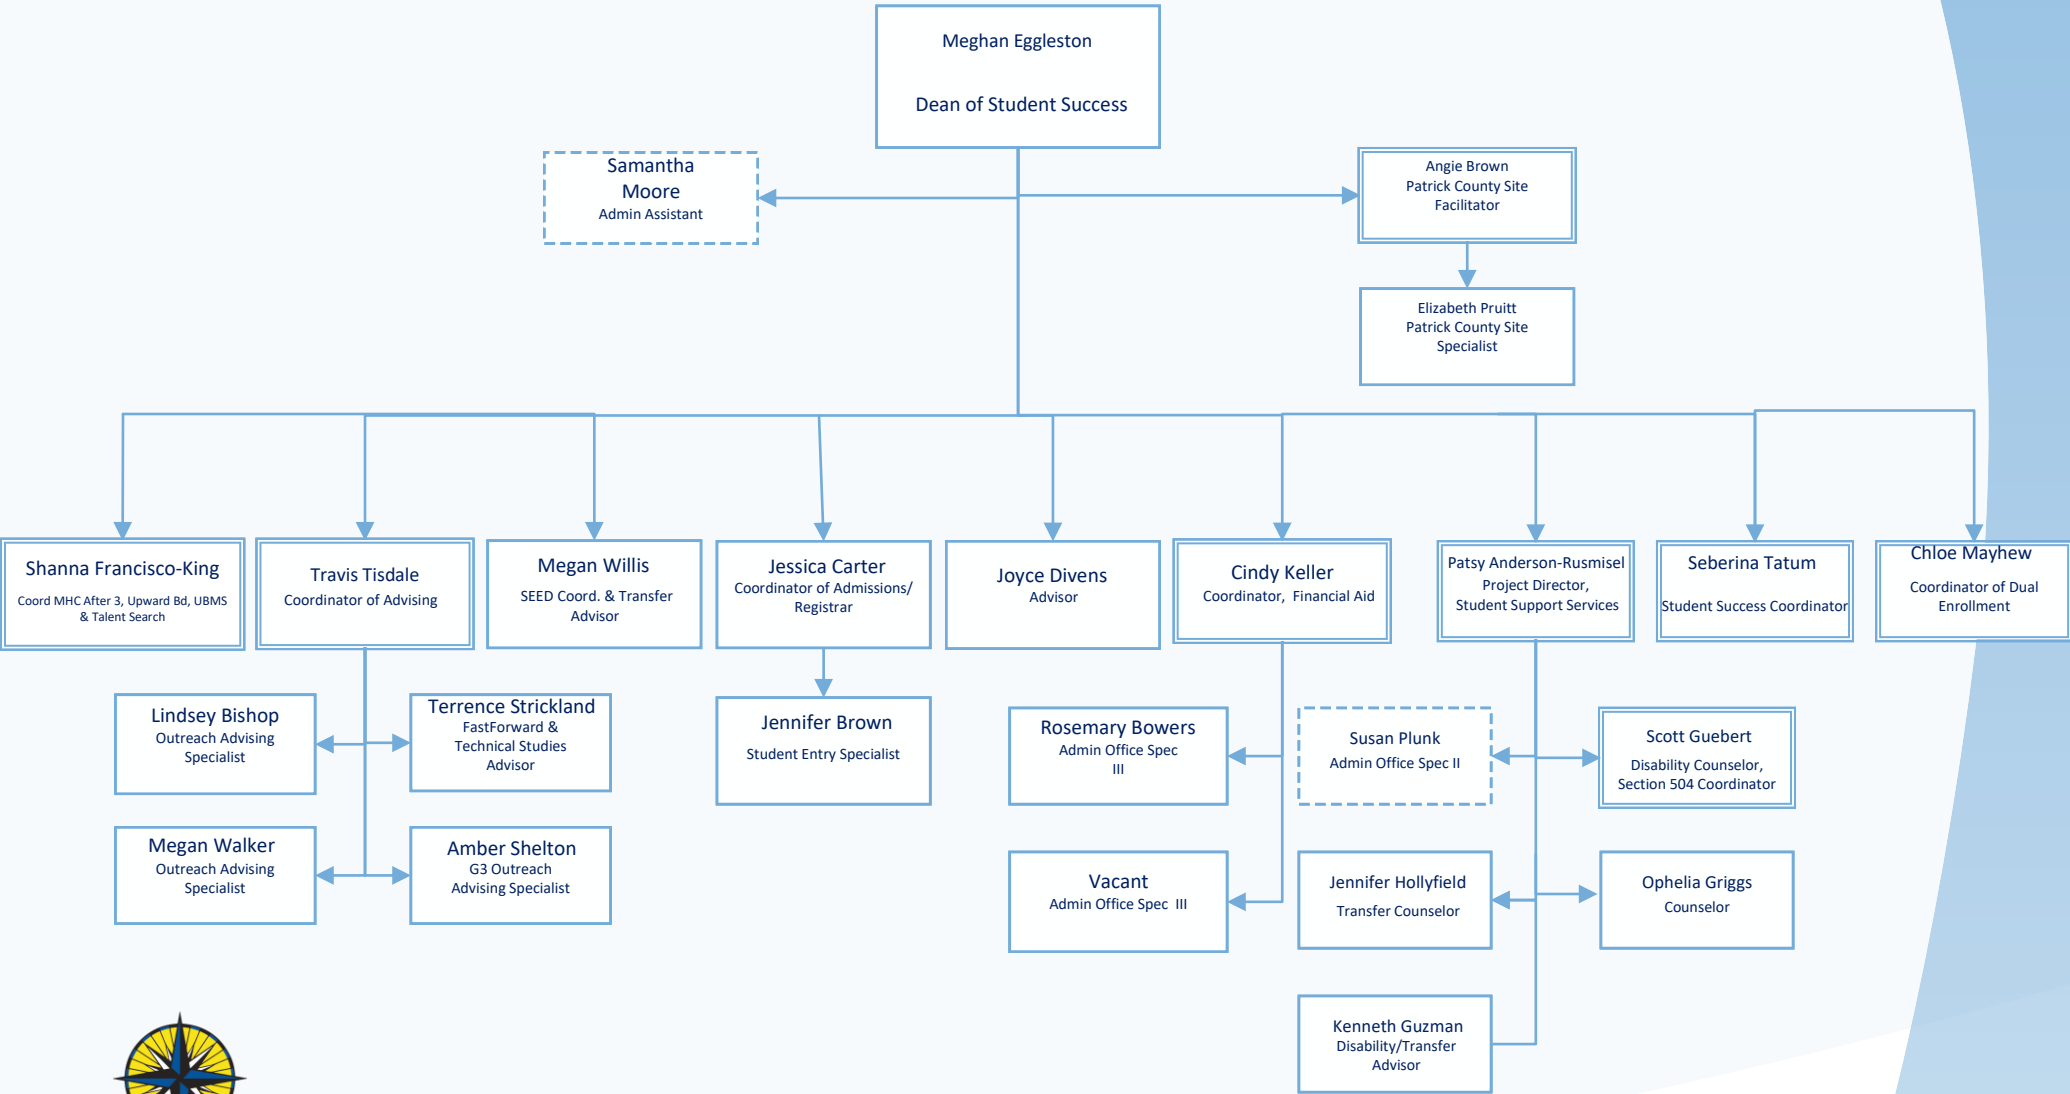 Meghan Eggleston
Dean of Student Success
Samantha
Moore
Admin Assistant
Angie Brown
Patrick County Site
Facilitator
Elizabeth Pruitt
Patrick County Site
Specialist
Shanna Francisco-King
Coord MHC After 3, Upward Bd, UBMS
& Talent Search
Travis Tisdale
Coordinator of Advising
Megan Willis
SEED Coord. & Transfer
Advisor
Jessica Carter
Coordinator of Admissions/
Registrar
Joyce Divens
Advisor
Cindy Keller
Coordinator, Financial Aid
Patsy Anderson-Rusmisel
Project Director,
Student Support Services
Seberina Tatum
Student Success Coordinator
Chloe Mayhew
Coordinator of Dual
Enrollment
Lindsey Bishop
Outreach Advising
Specialist
Terrence Strickland
FastForward &
Technical Studies
Advisor
Jennifer Brown
Student Entry Specialist
Rosemary Bowers
Admin Office Spec
III
Susan Plunk
Admin Office Spec II
Scott Guebert
Disability Counselor,
Section 504 Coordinator
Megan Walker
Outreach Advising
Specialist
Amber Shelton
G3 Outreach
Advising Specialist
Vacant
Admin Office Spec III
Jennifer Hollyfield
Transfer Counselor
Ophelia Griggs
Counselor
Kenneth Guzman
Disability/Transfer
Advisor